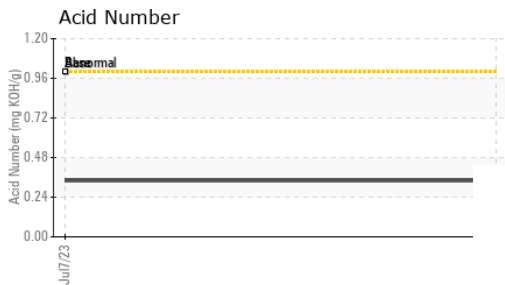 Acid Number
1.20
Abnormal
0.96
0.72
0.48
0.24
0.00
Acid Number (mg KOH/g)
Jul7/23